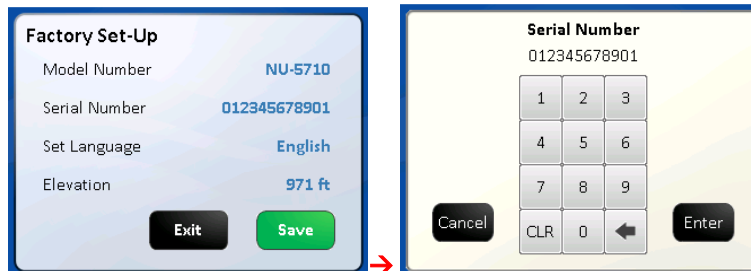 Factory Set-Up
Model Number NU-5710
Serial Number 012345678901
Set Language English
Elevation 971 ft
Exit Save
Serial Number
012345678901
1 2 3
4 5 6
7 8 9
Cancel CLR 0 Enter